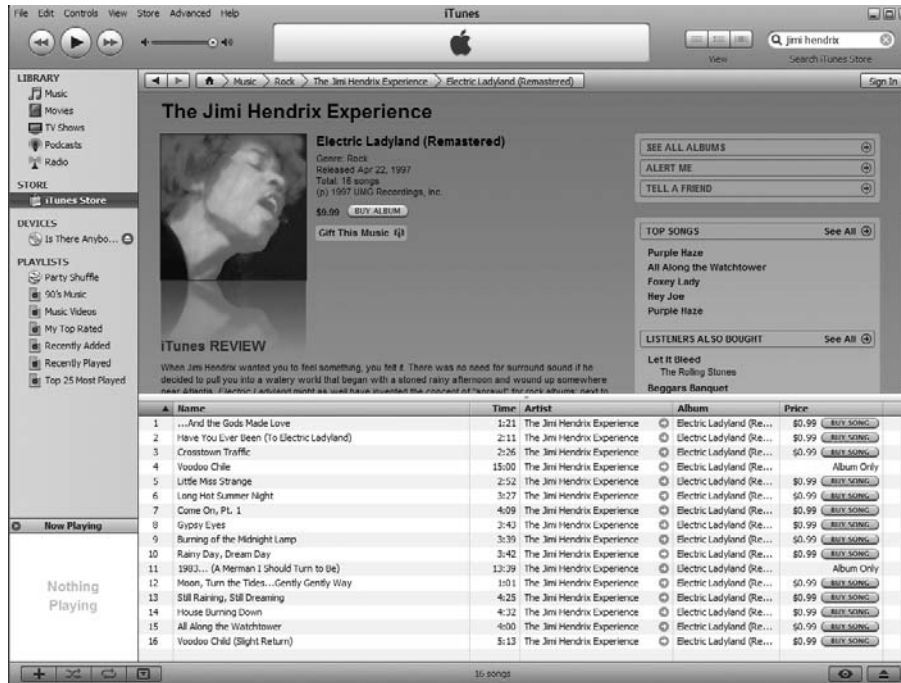 File Edit Controls View Store Advanced Help
iTunes
jimi hendrix
View
Search iTunes Store
LIBRARY
Music
Movies
TV Shows
Podcasts
Radio
STORE
iTunes Store
DEVICES
Is There Anybo...
PLAYLISTS
Party Shuffle
90's Music
Music Videos
My Top Rated
Recently Added
Recently Played
Top 25 Most Played
Now Playing
Nothing
Playing
Music Rock The Jimi Hendrix Experience Electric Ladyland (Remastered)
Sign In
The Jimi Hendrix Experience
Electric Ladyland (Remastered)
Genre: Rock
Released Apr 22, 1997
Total: 16 songs
(p) 1997 UMG Recordings, Inc.
$9.99 BUY ALBUM
Gift This Music
SEE ALL ALBUMS
ALERT ME
TELL A FRIEND
TOP SONGS See All
Purple Haze
All Along the Watchtower
Foxey Lady
Hey Joe
Purple Haze
LISTENERS ALSO BOUGHT See All
Let It Bleed
The Rolling Stones
Beggars Banquet
iTunes REVIEW
When Jimi Hendrix wanted you to feel something, you felt it. There was no need for surround sound if he
decided to pull you into a watery world that began with a stoned rainy afternoon and wound up somewhere
near Atlantis. Electric Ladyland might as well have invented the concept of "sprawl" for rock albums; next to
Name Time Artist Album Price
1 ...And the Gods Made Love 1:21 The Jimi Hendrix Experience Electric Ladyland (Re... $0.99 BUY SONG
2 Have You Ever Been (To Electric Ladyland) 2:11 The Jimi Hendrix Experience Electric Ladyland (Re... $0.99 BUY SONG
3 Crosstown Traffic 2:26 The Jimi Hendrix Experience Electric Ladyland (Re... $0.99 BUY SONG
4 Voodoo Chile 15:00 The Jimi Hendrix Experience Electric Ladyland (Re... Album Only
5 Little Miss Strange 2:52 The Jimi Hendrix Experience Electric Ladyland (Re... $0.99 BUY SONG
6 Long Hot Summer Night 3:27 The Jimi Hendrix Experience Electric Ladyland (Re... $0.99 BUY SONG
7 Come On, Pt. 1 4:09 The Jimi Hendrix Experience Electric Ladyland (Re... $0.99 BUY SONG
8 Gypsy Eyes 3:43 The Jimi Hendrix Experience Electric Ladyland (Re... $0.99 BUY SONG
9 Burning of the Midnight Lamp 3:39 The Jimi Hendrix Experience Electric Ladyland (Re... $0.99 BUY SONG
10 Rainy Day, Dream Day 3:42 The Jimi Hendrix Experience Electric Ladyland (Re... $0.99 BUY SONG
11 1983... (A Merman I Should Turn to Be) 13:39 The Jimi Hendrix Experience Electric Ladyland (Re... Album Only
12 Moon, Turn the Tides...Gently Gently Way 1:01 The Jimi Hendrix Experience Electric Ladyland (Re... $0.99 BUY SONG
13 Still Raining, Still Dreaming 4:25 The Jimi Hendrix Experience Electric Ladyland (Re... $0.99 BUY SONG
14 House Burning Down 4:32 The Jimi Hendrix Experience Electric Ladyland (Re... $0.99 BUY SONG
15 All Along the Watchtower 4:00 The Jimi Hendrix Experience Electric Ladyland (Re... $0.99 BUY SONG
16 Voodoo Child (Slight Return) 5:13 The Jimi Hendrix Experience Electric Ladyland (Re... $0.99 BUY SONG
16 songs